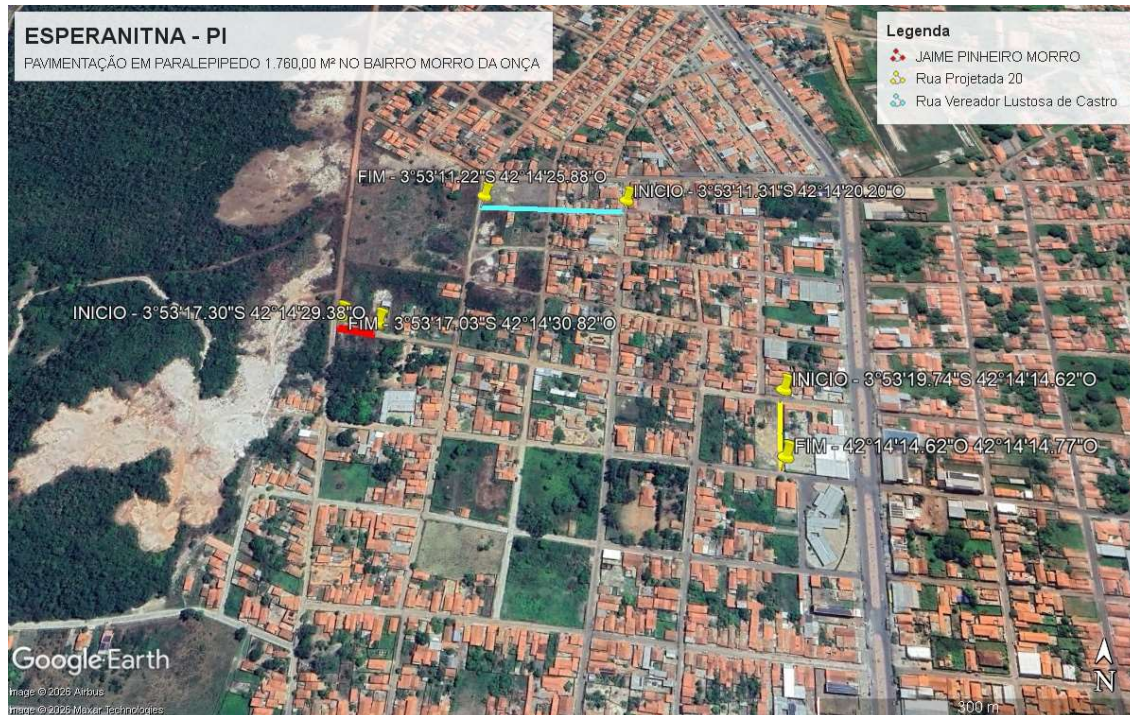 ESPERANITNA - PI
PAVIMENTAÇÃO EM PARALEPIPEDO 1.760,00 M² NO BAIRRO MORRO DA ONÇA
Legenda
JAIME PINHEIRO MORRO
Rua Projetada 20
Rua Vereador Lustosa de Castro
FIM - 3°53'11.22"S 42°14'25.88"O
INICIO - 3°53'11.31"S 42°14'20.20"O
INICIO - 3°53'17.30"S 42°14'29.38"O
FIM - 3°53'17.03"S 42°14'30.82"O
INICIO - 3°53'19.74"S 42°14'14.62"O
FIM - 42°14'14.62"O 42°14'14.77"O
Google Earth
Image © 2025 Airbus
Image © 2025 Maxar Technologies
300 m
N